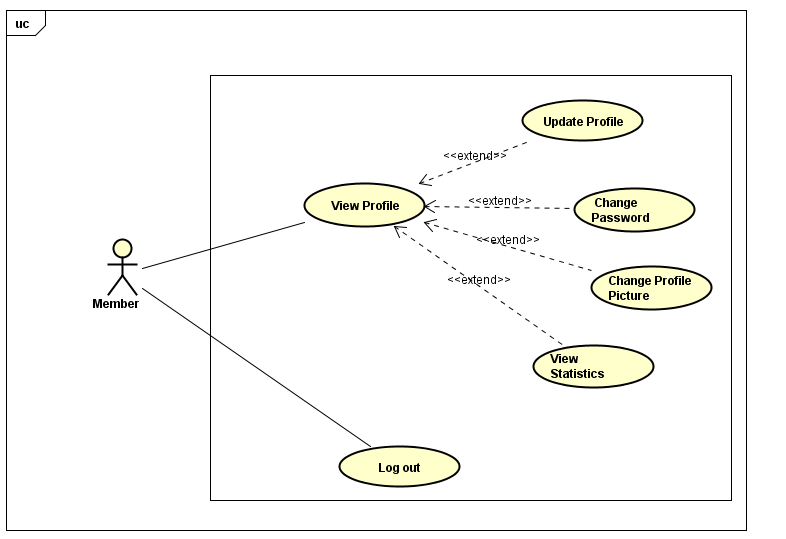 uc
Update Profile
<<extend>>
View Profile
<<extend>>
Change
Password
<<extend>>
Change Profile
Picture
<<extend>>
Member
View
Statistics
Log out